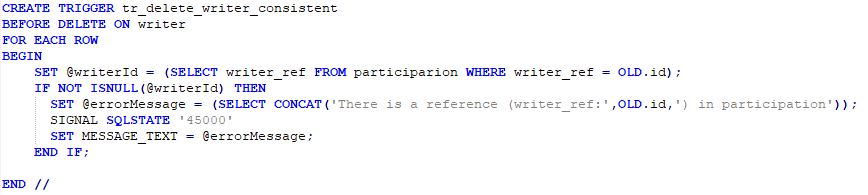 CREATE TRIGGER tr_delete_writer_consistent
BEFORE DELETE ON writer
FOR EACH ROW
BEGIN
    SET @writerId = (SELECT writer_ref FROM participarion WHERE writer_ref = OLD.id);
    IF NOT ISNULL(@writerId) THEN
      SET @errorMessage = (SELECT CONCAT('There is a reference (writer_ref:',OLD.id,') in participation'));
      SIGNAL SQLSTATE '45000'
      SET MESSAGE_TEXT = @errorMessage;
    END IF;
END //